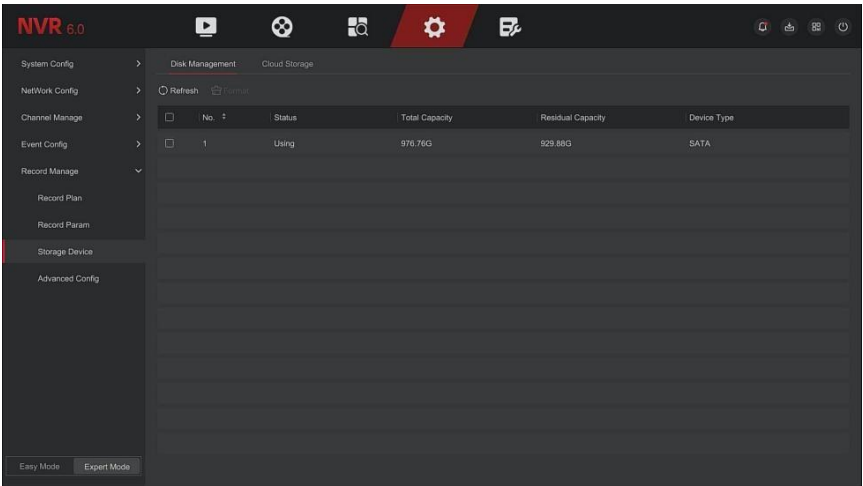 NVR 6.0
System Config
Disk Management Cloud Storage
NetWork Config
Refresh Format
Channel Manage
No. Status Total Capacity Residual Capacity Device Type
Event Config
1 Using 976.76G 929.88G SATA
Record Manage
Record Plan
Record Param
Storage Device
Advanced Config
Easy Mode Expert Mode